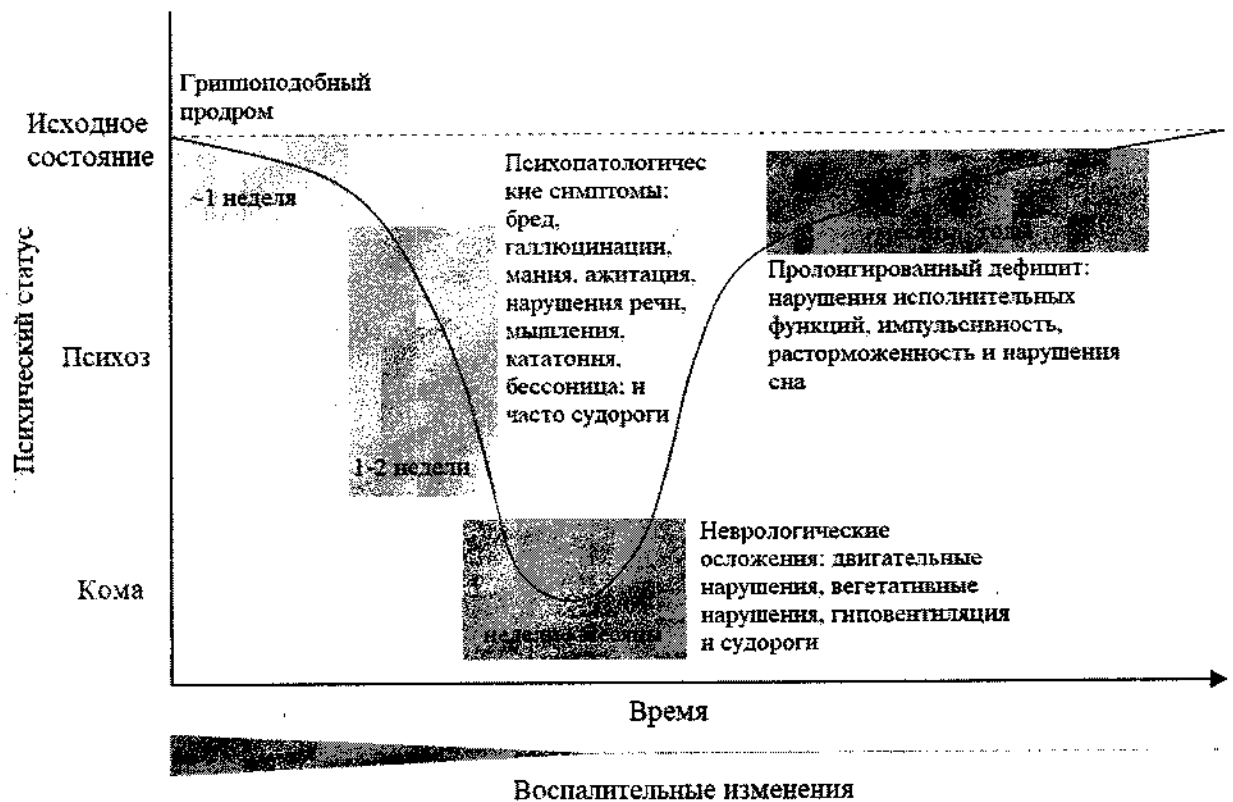 Гриппоподобный
продром
Исходное
состояние
~1 неделя
Психопатологичес
кие симптомы:
бред,
галлюцинации,
мания, ажитация,
нарушения речи,
мышления,
кататония,
бессоница: и
часто судороги
Пролонгированный дефицит:
нарушения исполнительных
функций, импульсивность,
расторможенность и нарушения
сна
Психический статус
Психоз
1-2 недели
Неврологические
осложения: двигательные
нарушения, вегетативные
нарушения, гиповентиляция
и судороги
Кома
Время
Воспалительные изменения